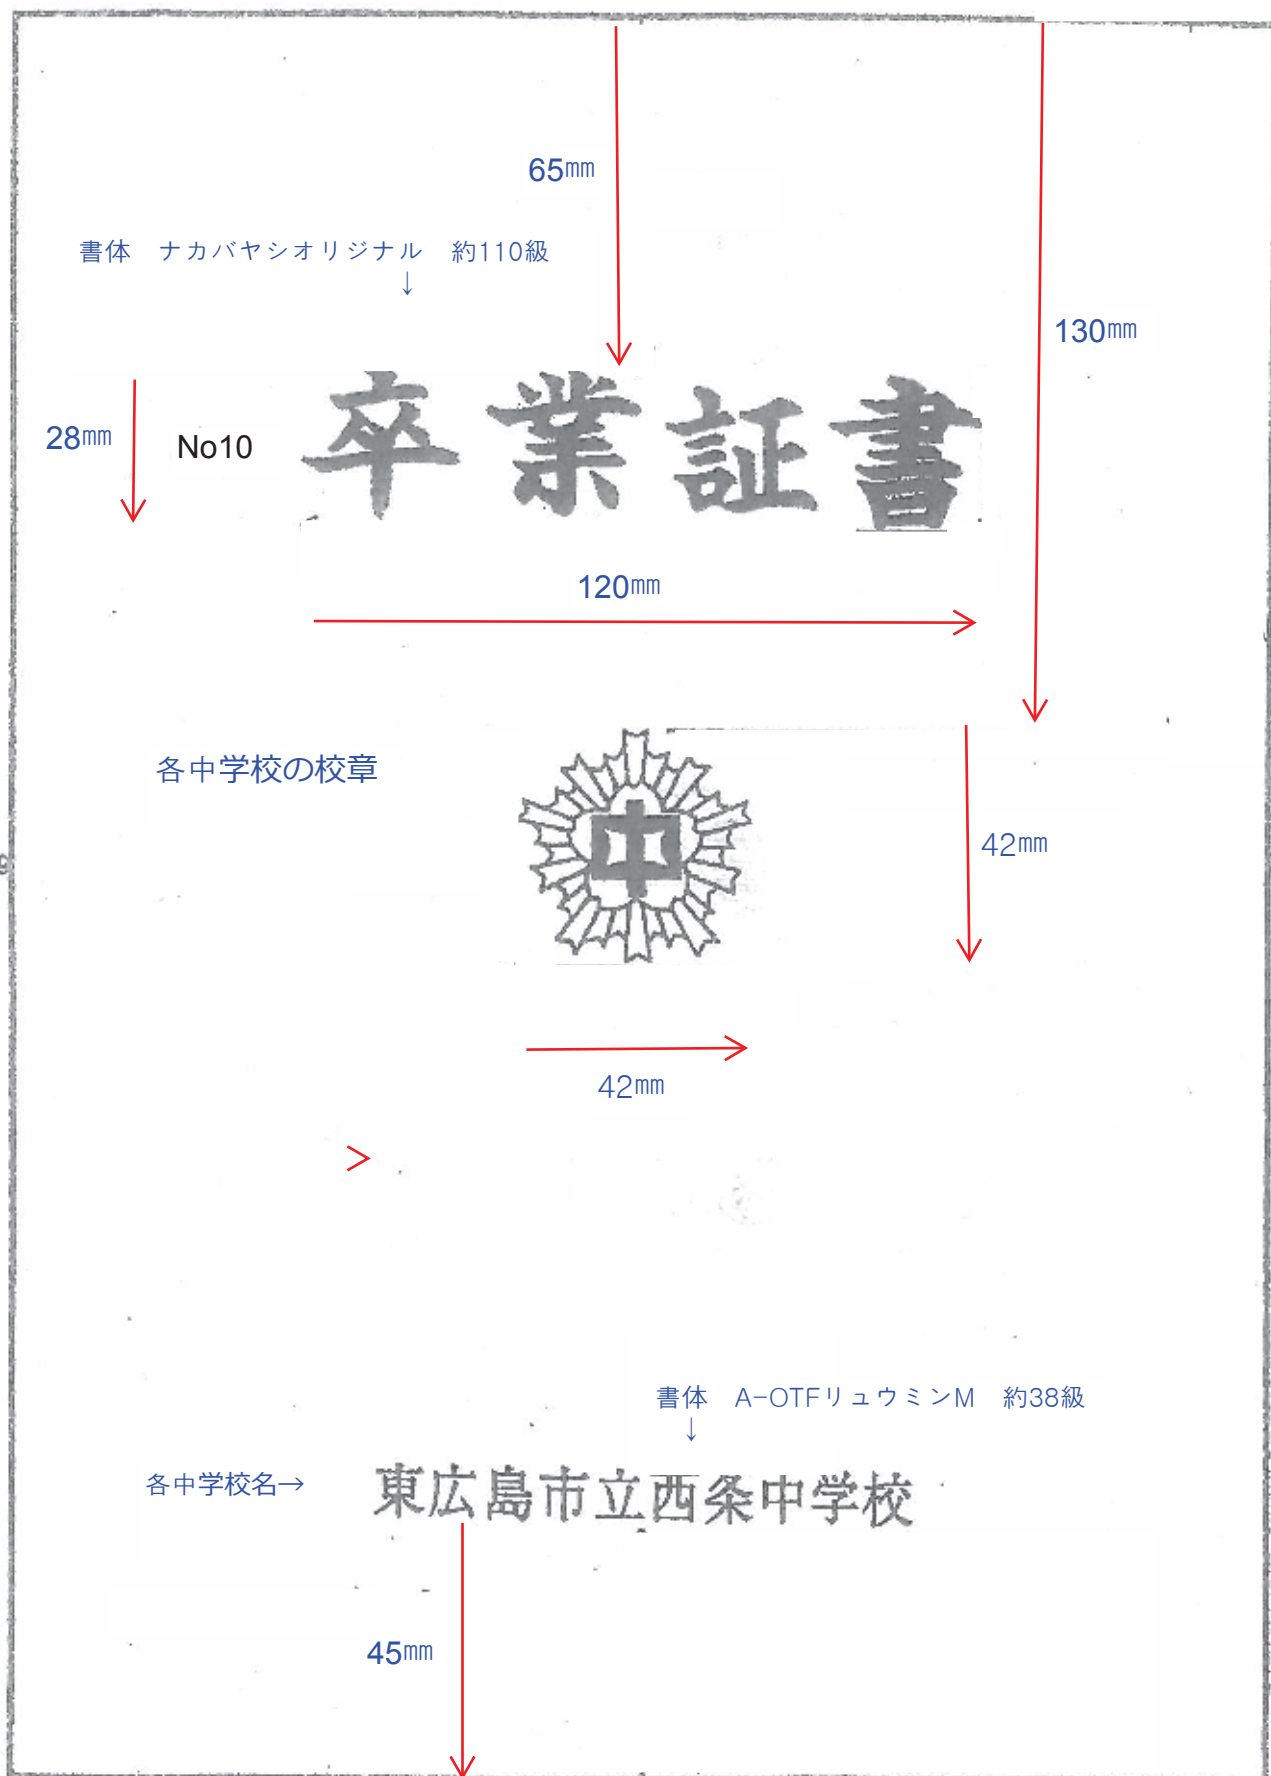 65㎜
書体　ナカバヤシオリジナル　約110級
↓
130㎜
28㎜
No10
卒業証書
120㎜
各中学校の校章
中
42㎜
42㎜
書体　A-OTFリュウミンM　約38級
↓
各中学校名→
東広島市立西条中学校
45㎜